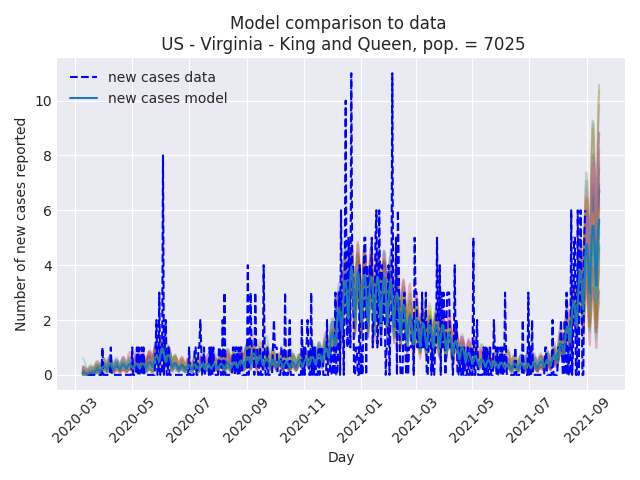 Model comparison to data
US - Virginia - King and Queen, pop. = 7025
new cases data
new cases model
Number of new cases reported
10
8
6
4
2
0
2020-03
2020-05
2020-07
2020-09
2020-11
2021-01
2021-03
2021-05
2021-07
2021-09
Day